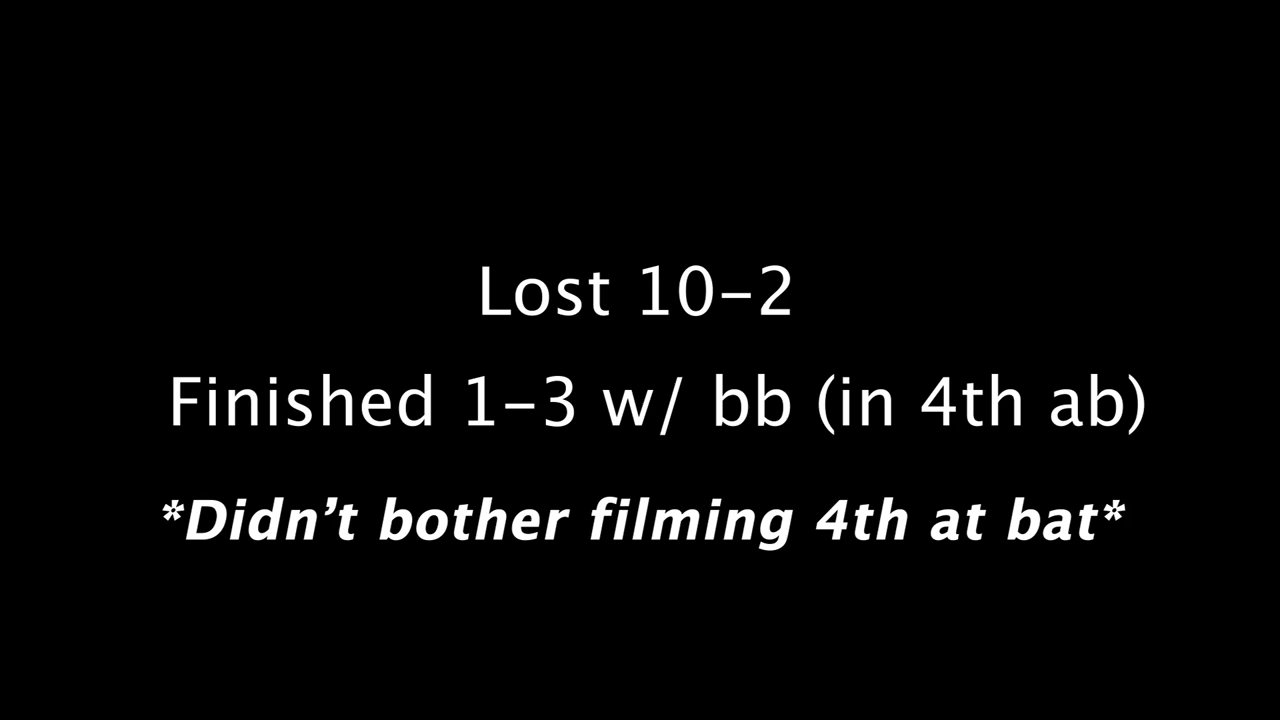 Lost 10-2
Finished 1-3 w/ bb (in 4th ab)
*Didn’t bother filming 4th at bat*